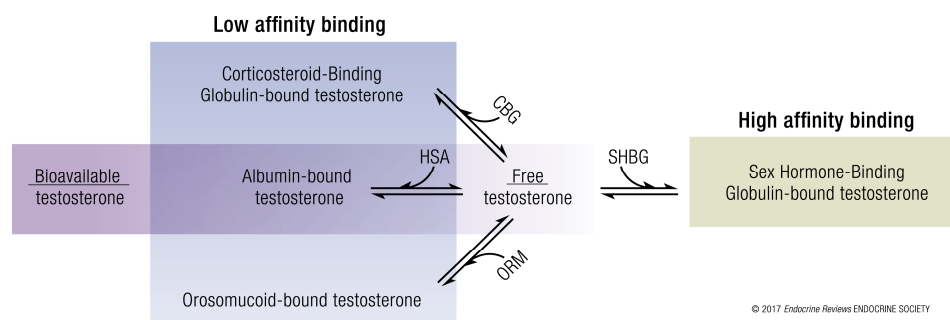 Low affinity binding
Corticosteroid-Binding
Globulin-bound testosterone
CBG
High affinity binding
Bioavailable
testosterone
Albumin-bound
testosterone
HSA
Free
testosterone
SHBG
Sex Hormone-Binding
Globulin-bound testosterone
ORM
Orosomucoid-bound testosterone
© 2017 Endocrine Reviews ENDOCRINE SOCIETY